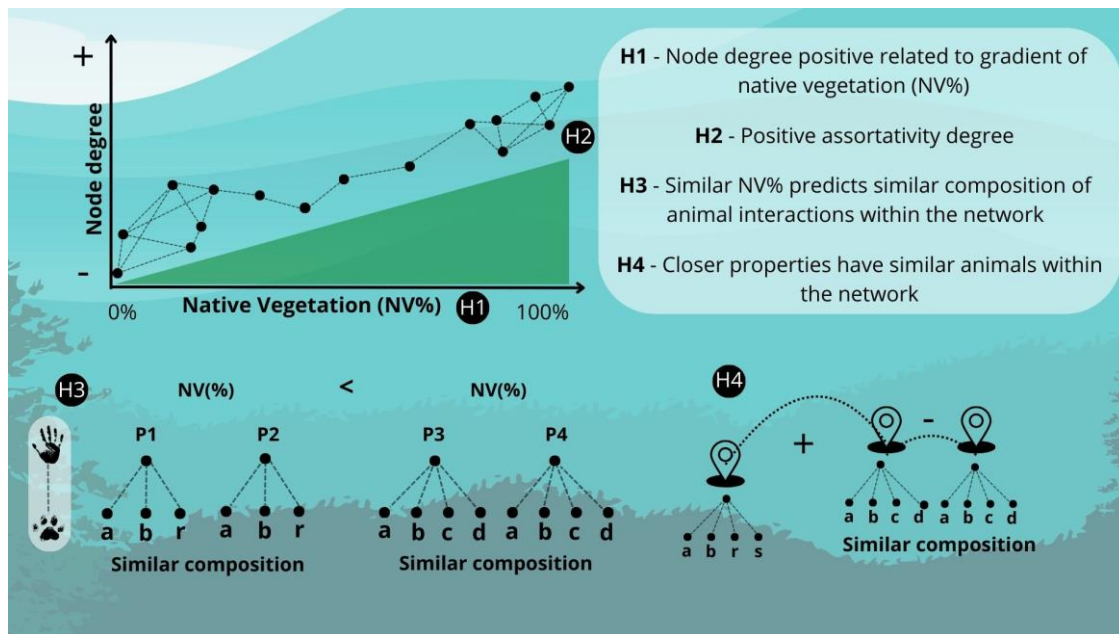 +
Node degree
-
0%
Native Vegetation (NV%)
H1
100%
H2
H1 - Node degree positive related to gradient of
native vegetation (NV%)
H2 - Positive assortativity degree
H3 - Similar NV% predicts similar composition of
animal interactions within the network
H4 - Closer properties have similar animals within
the network
H3
NV(%) < NV(%)
P1 P2 P3 P4
a b r a b r a b c d a b c d
Similar composition Similar composition
H4
+ -
a b r s a b c d a b c d
Similar composition